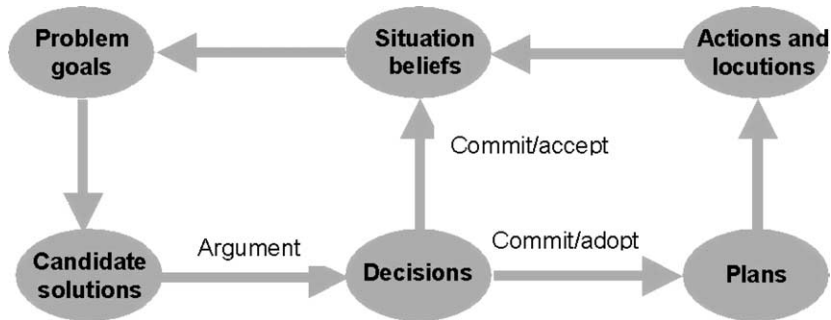 Problem
goals
Situation
beliefs
Actions and
locutions
Commit/accept
Argument
Commit/adopt
Candidate
solutions
Decisions
Plans